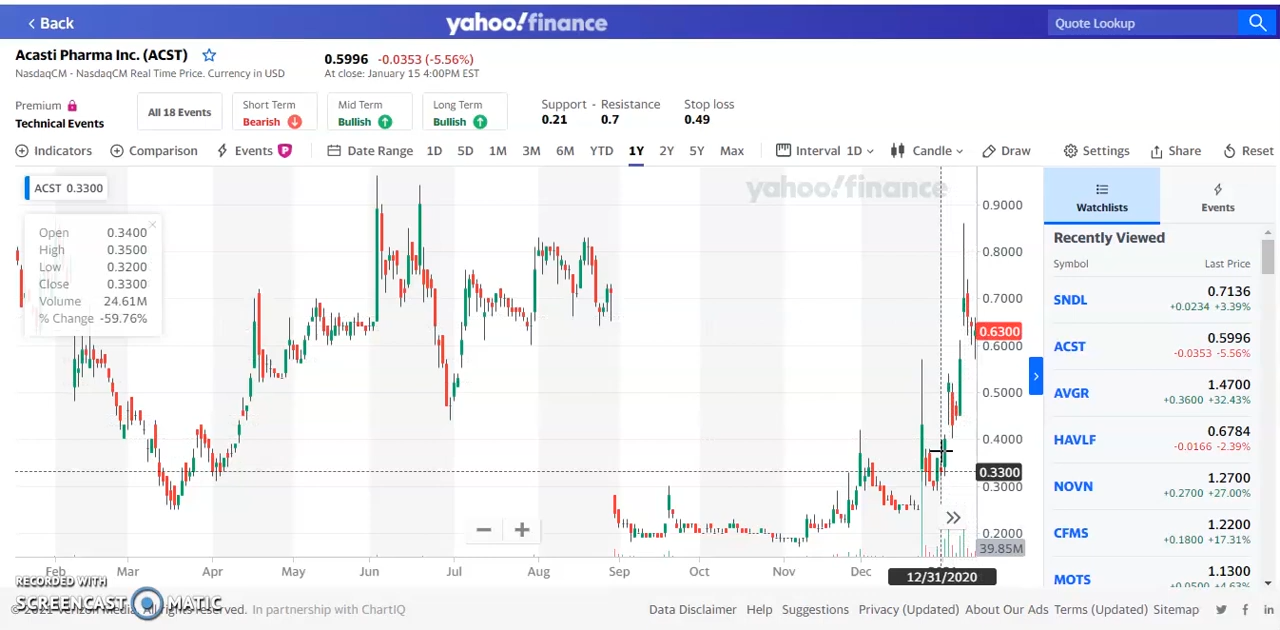 Back
yahoo!finance
Quote Lookup
Acasti Pharma Inc. (ACST)
0.5996 -0.0353 (-5.56%)
NasdaqCM - NasdaqCM Real Time Price. Currency in USD
At close: January 15 4:00PM EST
Premium
Technical Events
All 18 Events
Short Term
Bearish
Mid Term
Bullish
Long Term
Bullish
Support - Resistance
0.21 0.7
Stop loss
0.49
Indicators Comparison Events P Date Range 1D 5D 1M 3M 6M YTD 1Y 2Y 5Y Max Interval 1D Candle Draw Settings Share Reset
ACST 0.3300
Open 0.3400
High 0.3500
Low 0.3200
Close 0.3300
Volume 24.61M
% Change -59.76%
yahoo!finance
0.9000
0.8000
0.7000
0.6300
0.6000
0.5000
0.4000
0.3300
0.3000
0.2000
39.85M
Feb Mar Apr May Jun Jul Aug Sep Oct Nov Dec
12/31/2020
Watchlists
Events
Recently Viewed
Symbol Last Price
SNDL 0.7136
+0.0234 +3.39%
ACST 0.5996
-0.0353 -5.56%
AVGR 1.4700
+0.3600 +32.43%
HAVLF 0.6784
-0.0166 -2.39%
NOVN 1.2700
+0.2700 +27.00%
CFMS 1.2200
+0.1800 +17.31%
MOTS 1.1300
+0.0500 +4.63%
RECORDED WITH
SCREENCAST MATIC
© 2021 Verizon Media. All rights reserved. In partnership with ChartIQ
Data Disclaimer Help Suggestions Privacy (Updated) About Our Ads Terms (Updated) Sitemap